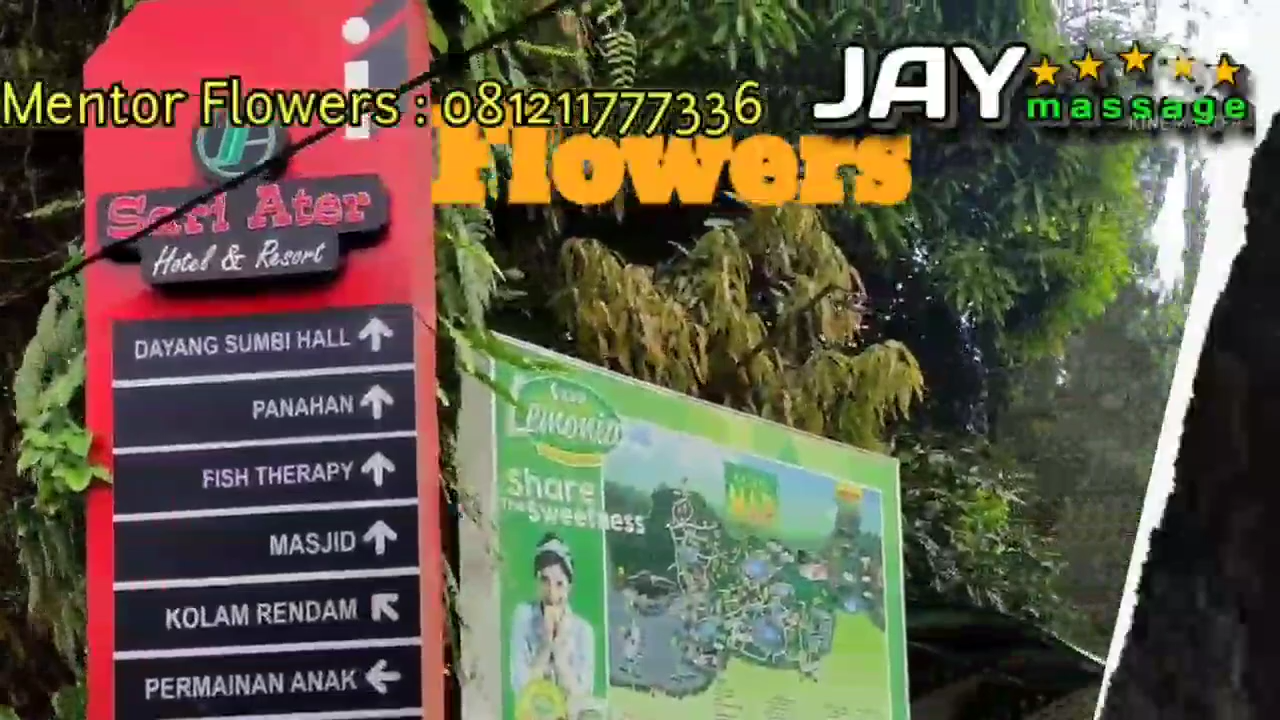 Mentor Flowers : 081211777336
JAY
massage
Flowers
i
Sari Ater
Hotel & Resort
DAYANG SUMBI HALL
PANAHAN
FISH THERAPY
MASJID
KOLAM RENDAM
PERMAINAN ANAK
Lemonia
Share
The Sweetness
MAP